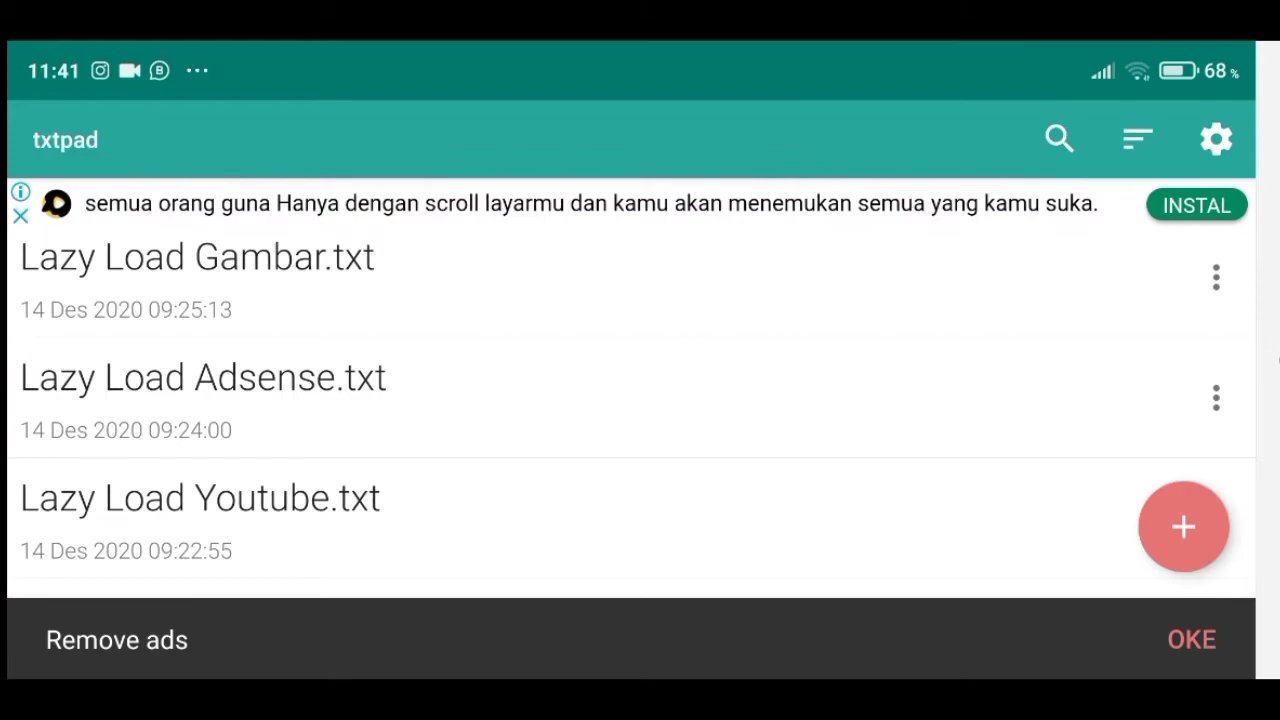 11:41 68 %
txtpad
semua orang guna Hanya dengan scroll layarmu dan kamu akan menemukan semua yang kamu suka. INSTAL
Lazy Load Gambar.txt
14 Des 2020 09:25:13
Lazy Load Adsense.txt
14 Des 2020 09:24:00
Lazy Load Youtube.txt
14 Des 2020 09:22:55
Remove ads OKE